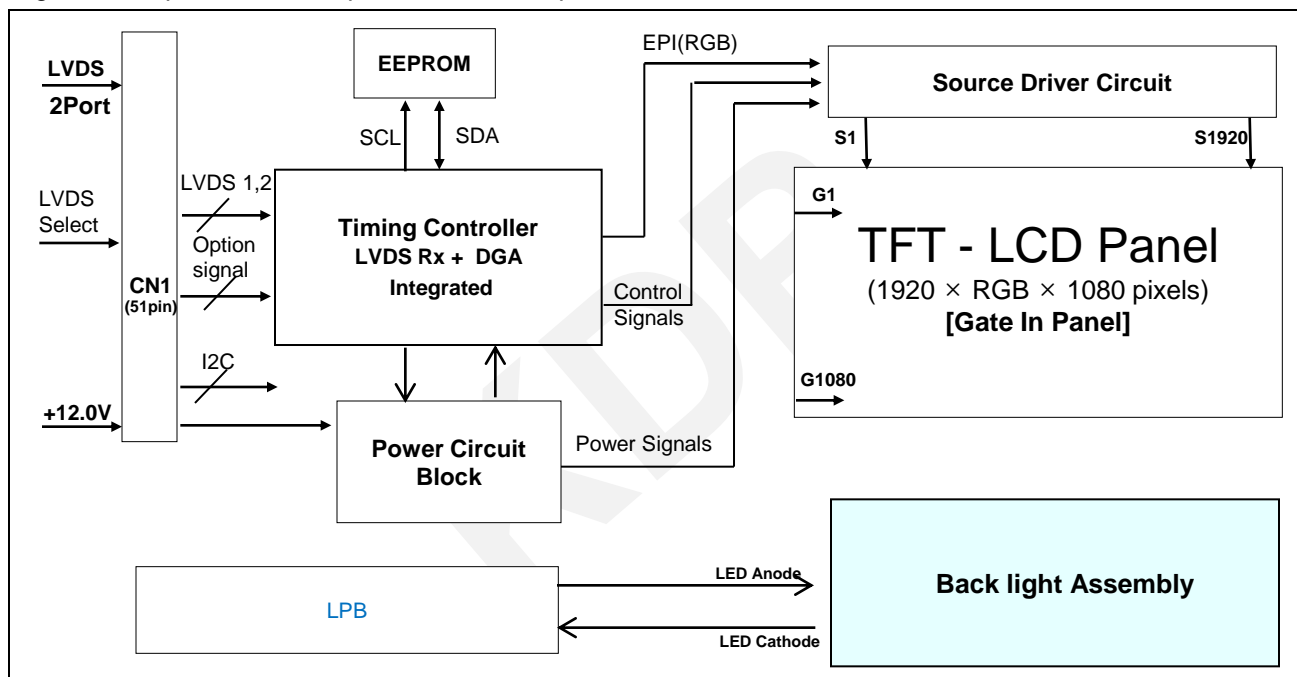 LVDS
2Port
LVDS
Select
+12.0V
CN1
(51pin)
LVDS 1,2
Option
signal
I2C
EEPROM
SCL
SDA
Timing Controller
LVDS Rx + DGA
Integrated
Power Circuit
Block
EPI(RGB)
Control
Signals
Power Signals
Source Driver Circuit
S1
S1920
G1
TFT - LCD Panel
(1920 × RGB × 1080 pixels)
[Gate In Panel]
G1080
LPB
LED Anode
LED Cathode
Back light Assembly